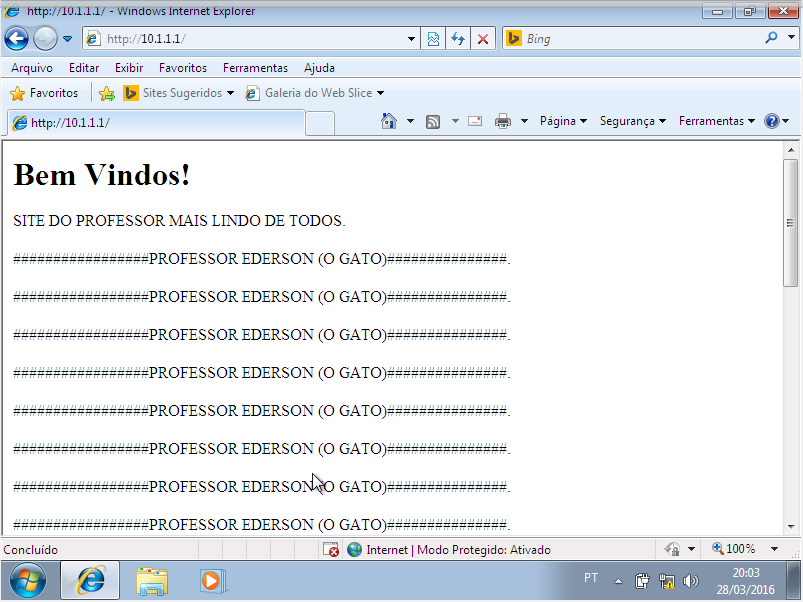 http://10.1.1.1/ - Windows Internet Explorer
http://10.1.1.1/
Bing
Arquivo Editar Exibir Favoritos Ferramentas Ajuda
Favoritos Sites Sugeridos Galeria do Web Slice
http://10.1.1.1/ Página Segurança Ferramentas
Bem Vindos!
SITE DO PROFESSOR MAIS LINDO DE TODOS.
#################PROFESSOR EDERSON (O GATO)###############.
#################PROFESSOR EDERSON (O GATO)###############.
#################PROFESSOR EDERSON (O GATO)###############.
#################PROFESSOR EDERSON (O GATO)###############.
#################PROFESSOR EDERSON (O GATO)###############.
#################PROFESSOR EDERSON (O GATO)###############.
#################PROFESSOR EDERSON (O GATO)###############.
#################PROFESSOR EDERSON (O GATO)###############.
Concluído Internet | Modo Protegido: Ativado 100%
PT 20:03
28/03/2016